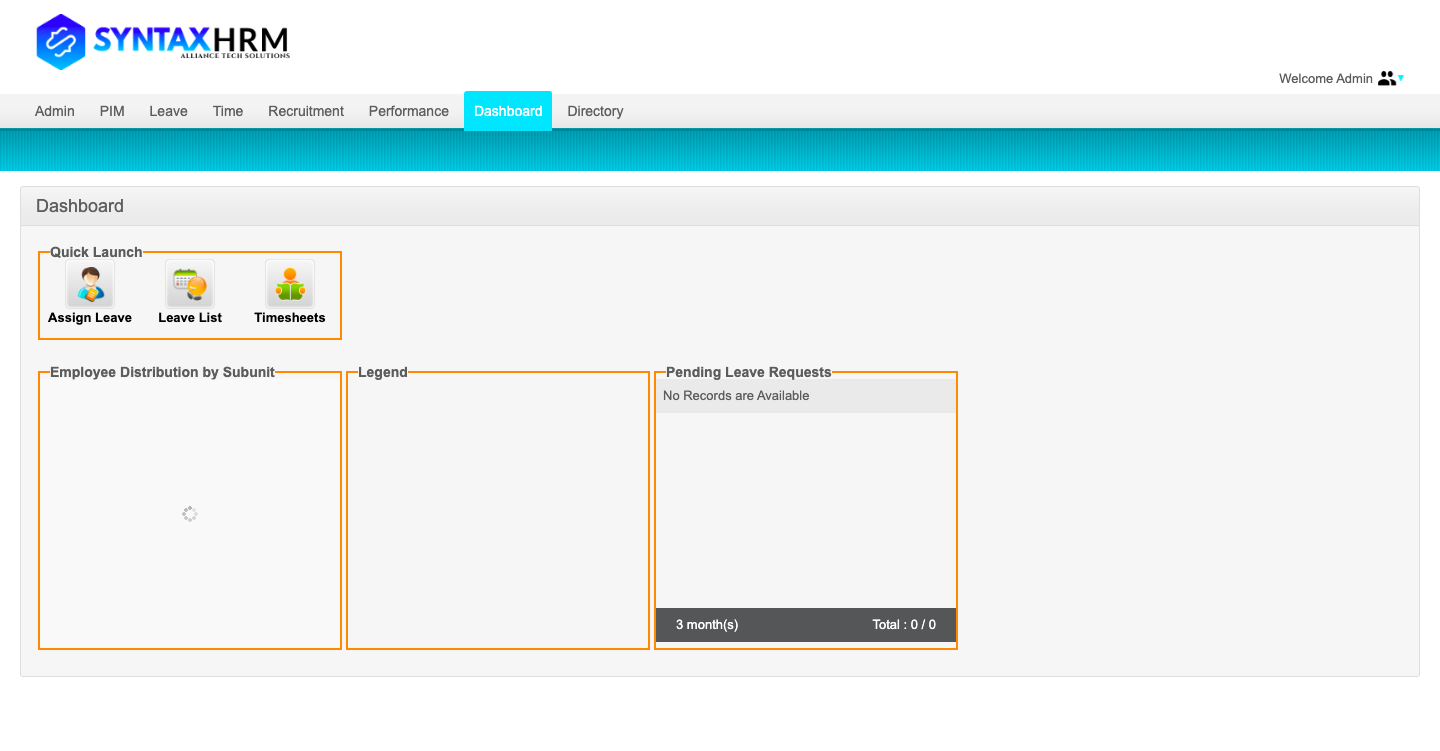 SYNTAXHRM
ALLIANCE TECH SOLUTIONS
Welcome Admin
Admin PIM Leave Time Recruitment Performance Dashboard Directory
Dashboard
Quick Launch
Assign Leave Leave List Timesheets
Employee Distribution by Subunit Legend Pending Leave Requests
No Records are Available
3 month(s) Total : 0 / 0